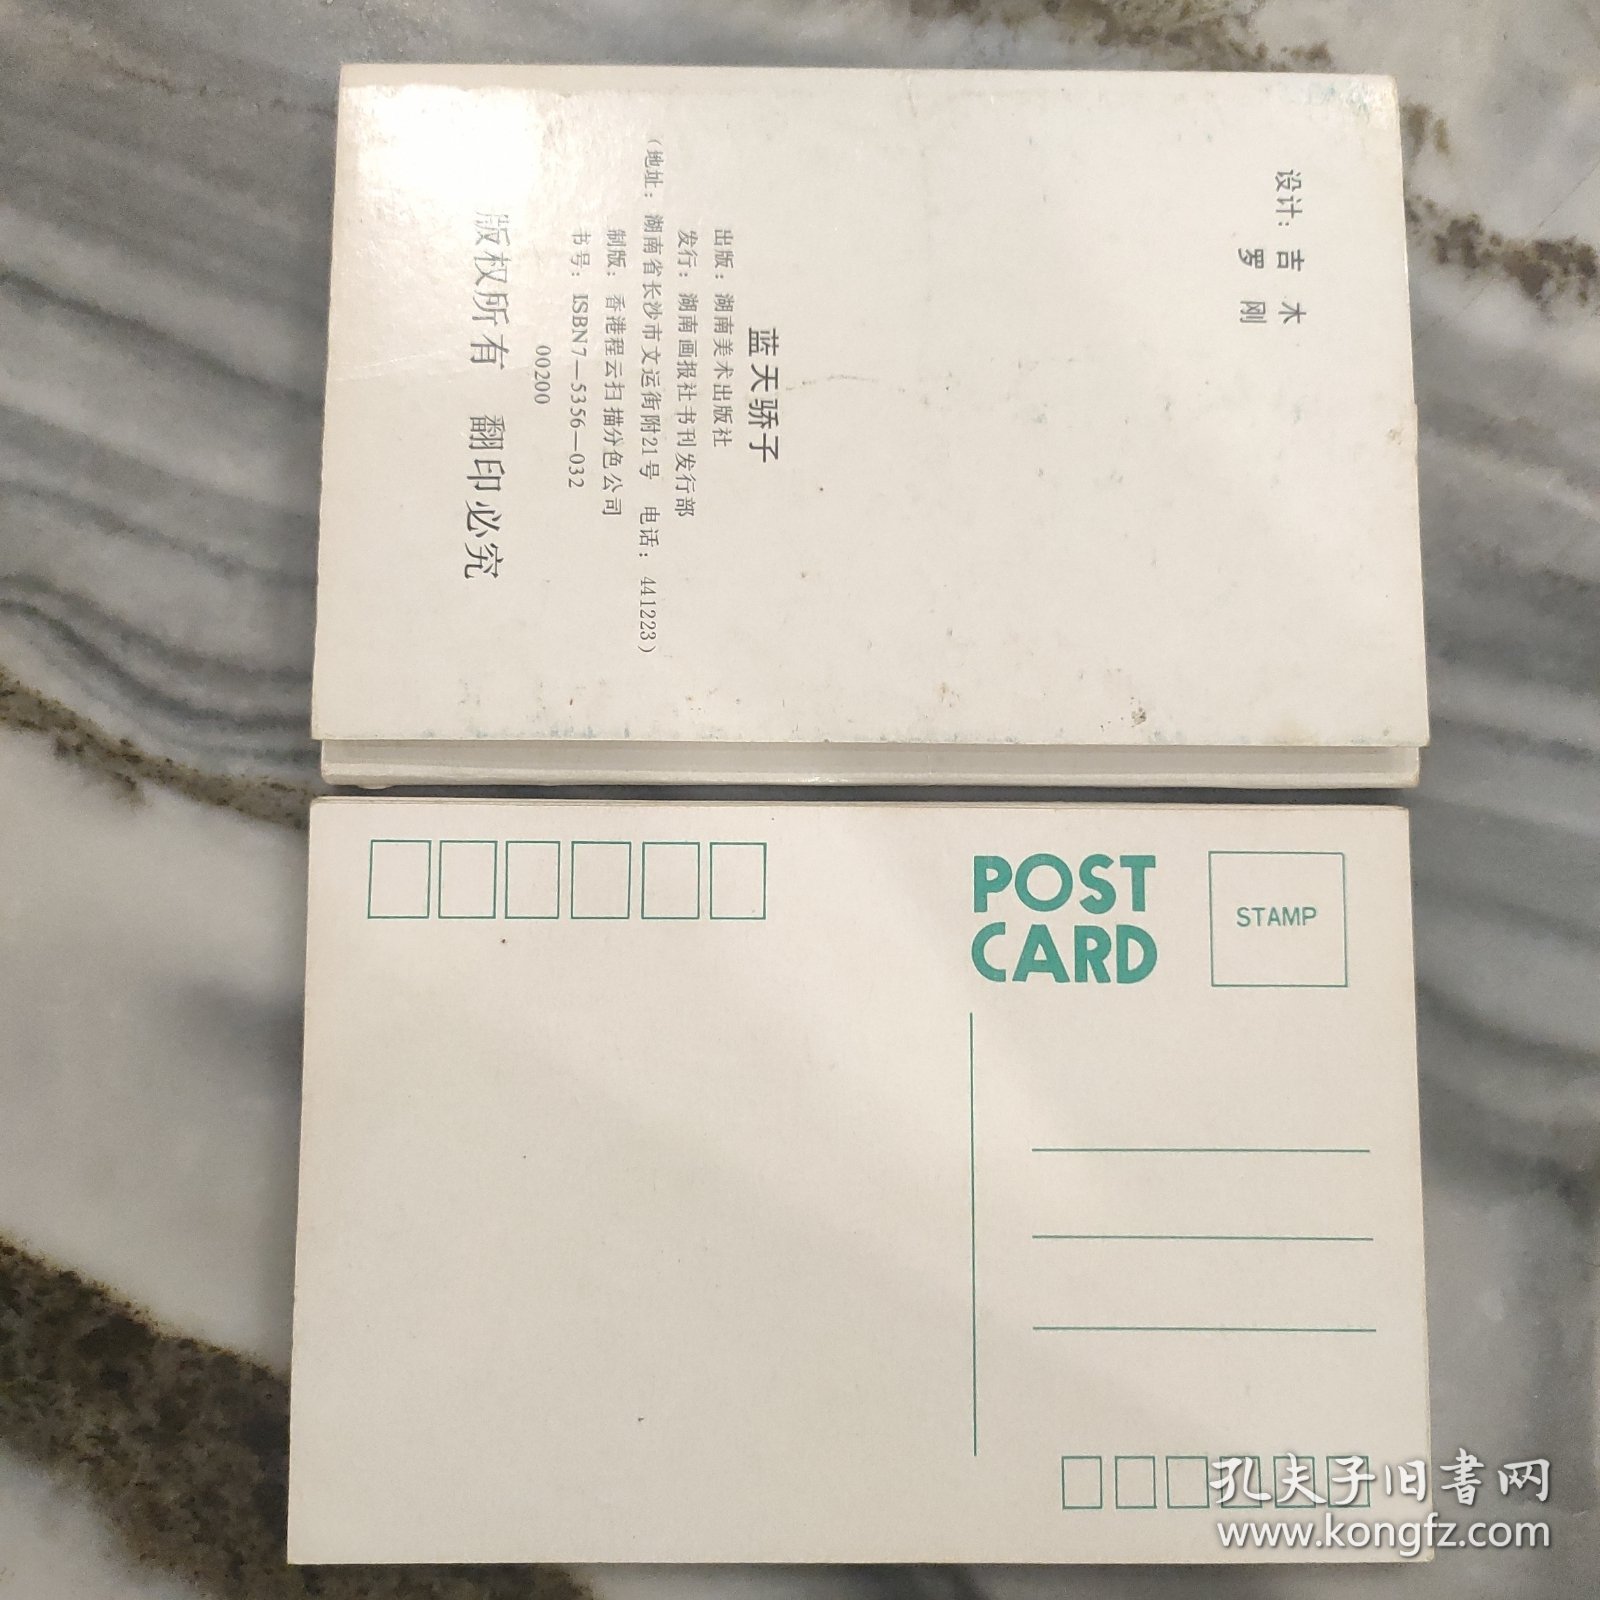 设计：吉 木
罗 刚
蓝天骄子
出版：湖南美术出版社
发行：湖南画报社书刊发行部
（地址：湖南省长沙市文运街附21号 电话：441223）
制版：香港程云扫描分色公司
书号：ISBN7—5356—032
00200
版权所有 翻印必究
POST
CARD
STAMP
孔夫子旧书网
www.kongfz.com